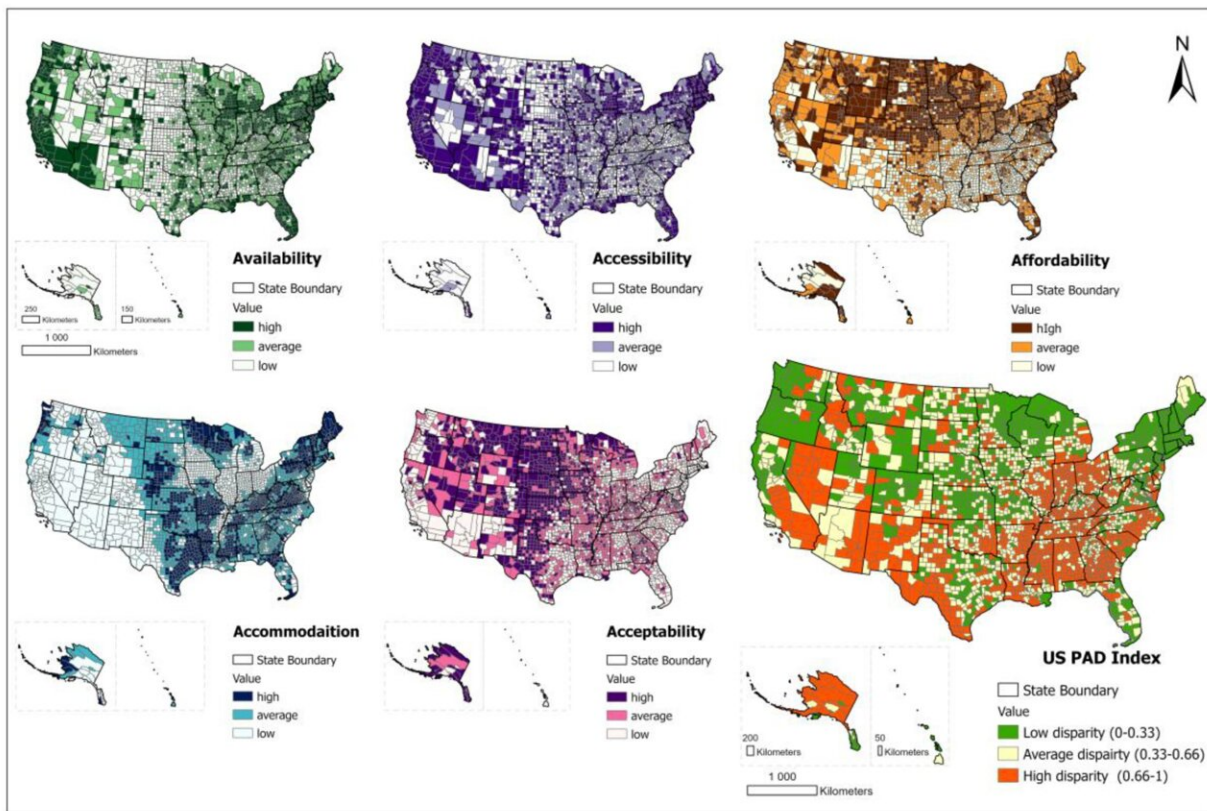 N
Availability
State Boundary
Value
high
average
low
250
Kilometers
150
Kilometers
1 000
Kilometers
Accessibility
State Boundary
Value
high
average
low
Affordability
State Boundary
Value
hIgh
average
low
Accommodaition
State Boundary
Value
high
average
low
Acceptability
State Boundary
Value
high
average
low
US PAD Index
State Boundary
Value
Low disparity (0-0.33)
Average dispairty (0.33-0.66)
High disparity (0.66-1)
200
Kilometers
50
Kilometers
1 000
Kilometers